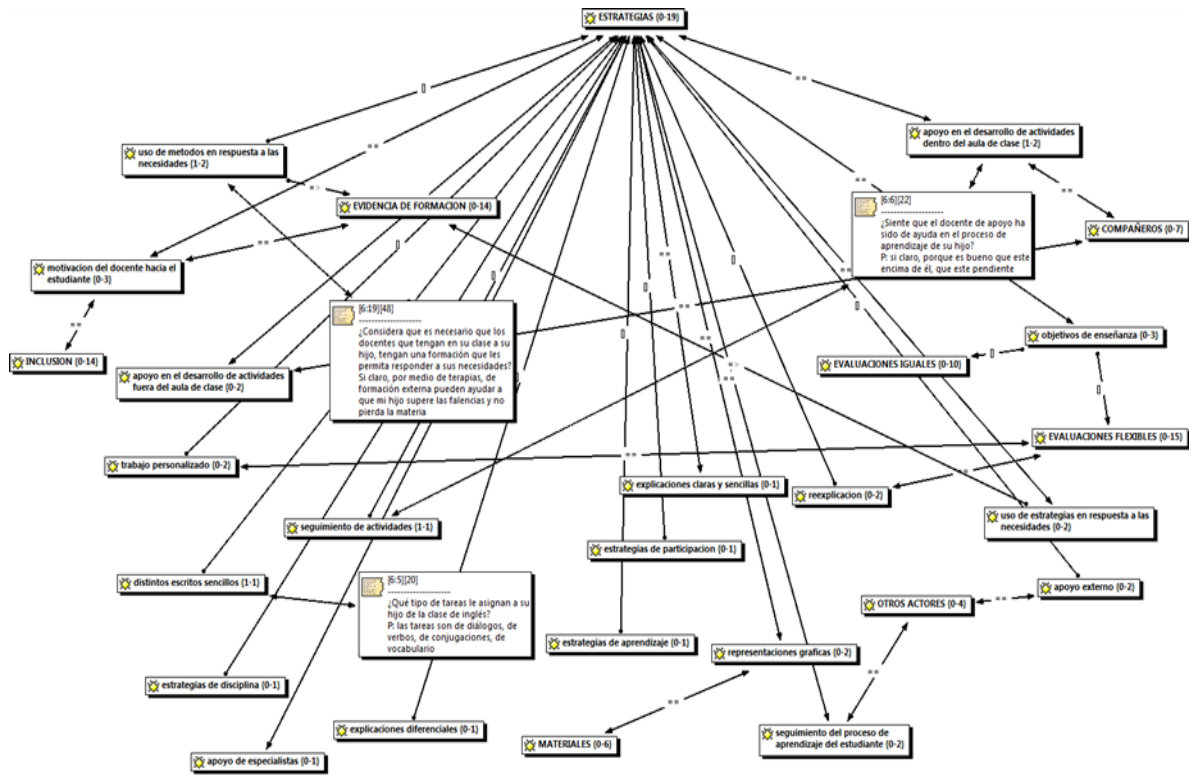 ESTRATEGIAS {0-19}
[]
==
uso de metodos en respuesta a las
necesidades {1-2}
apoyo en el desarrollo de actividades
dentro del aula de clase {1-2}
==
=>
==
==
EVIDENCIA DE FORMACION {0-14}
[6:6][22]
--------------------
¿Siente que el docente de apoyo ha
sido de ayuda en el proceso de
aprendizaje de su hijo?
P: si claro, porque es bueno que este
encima de él, que este pendiente
COMPAÑEROS {0-7}
==
[]
motivacion del docente hacia el
estudiante {0-3}
==
[]
[]
==
[]
==
[6:19][48]
--------------------
¿Considera que es necesario que los
docentes que tengan en su clase a su
hijo, tengan una formación que les
permita responder a sus necesidades?
Si claro, por medio de terapias, de
formación externa pueden ayudar a
que mi hijo supere las falencias y no
pierda la materia
==
[]
==
objetivos de enseñanza {0-3}
INCLUSION {0-14}
apoyo en el desarrollo de actividades
fuera del aula de clase {0-2}
EVALUACIONES IGUALES {0-10}
[]
=>
==
[]
EVALUACIONES FLEXIBLES {0-15}
trabajo personalizado {0-2}
==
==
explicaciones claras y sencillas {0-1}
reexplicacion {0-2}
uso de estrategias en respuesta a las
necesidades {0-2}
seguimiento de actividades {1-1}
estrategias de participacion {0-1}
distintos escritos sencillos {1-1}
[6:5][20]
--------------------
¿Qué tipo de tareas le asignan a su
hijo de la clase de inglés?
P: las tareas son de diálogos, de
verbos, de conjugaciones, de
vocabulario
apoyo externo {0-2}
OTROS ACTORES {0-4}
==
estrategias de aprendizaje {0-1}
representaciones graficas {0-2}
==
estrategias de disciplina {0-1}
==
explicaciones diferenciales {0-1}
MATERIALES {0-6}
seguimiento del proceso de
aprendizaje del estudiante {0-2}
apoyo de especialistas {0-1}